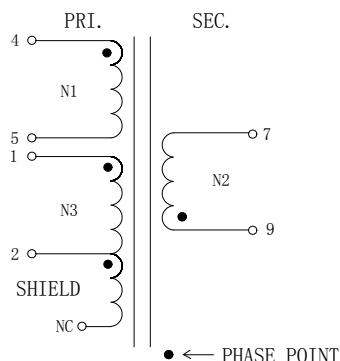 PRI. SEC.
4
N1
5
7
1
N2
N3
9
2
SHIELD
NC
PHASE POINT